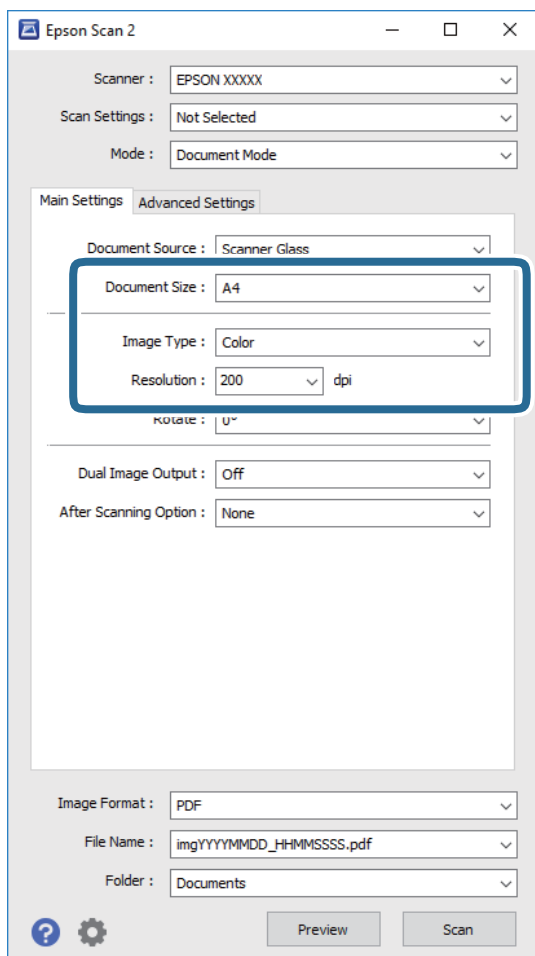 Epson Scan 2
Scanner : EPSON XXXXX
Scan Settings : Not Selected
Mode : Document Mode
Main Settings Advanced Settings
Document Source : Scanner Glass
Document Size : A4
Image Type : Color
Resolution : 200 dpi
Rotate : 0°
Dual Image Output : Off
After Scanning Option : None
Image Format : PDF
File Name : imgYYYYMMDD_HHMMSSSS.pdf
Folder : Documents
? Preview Scan